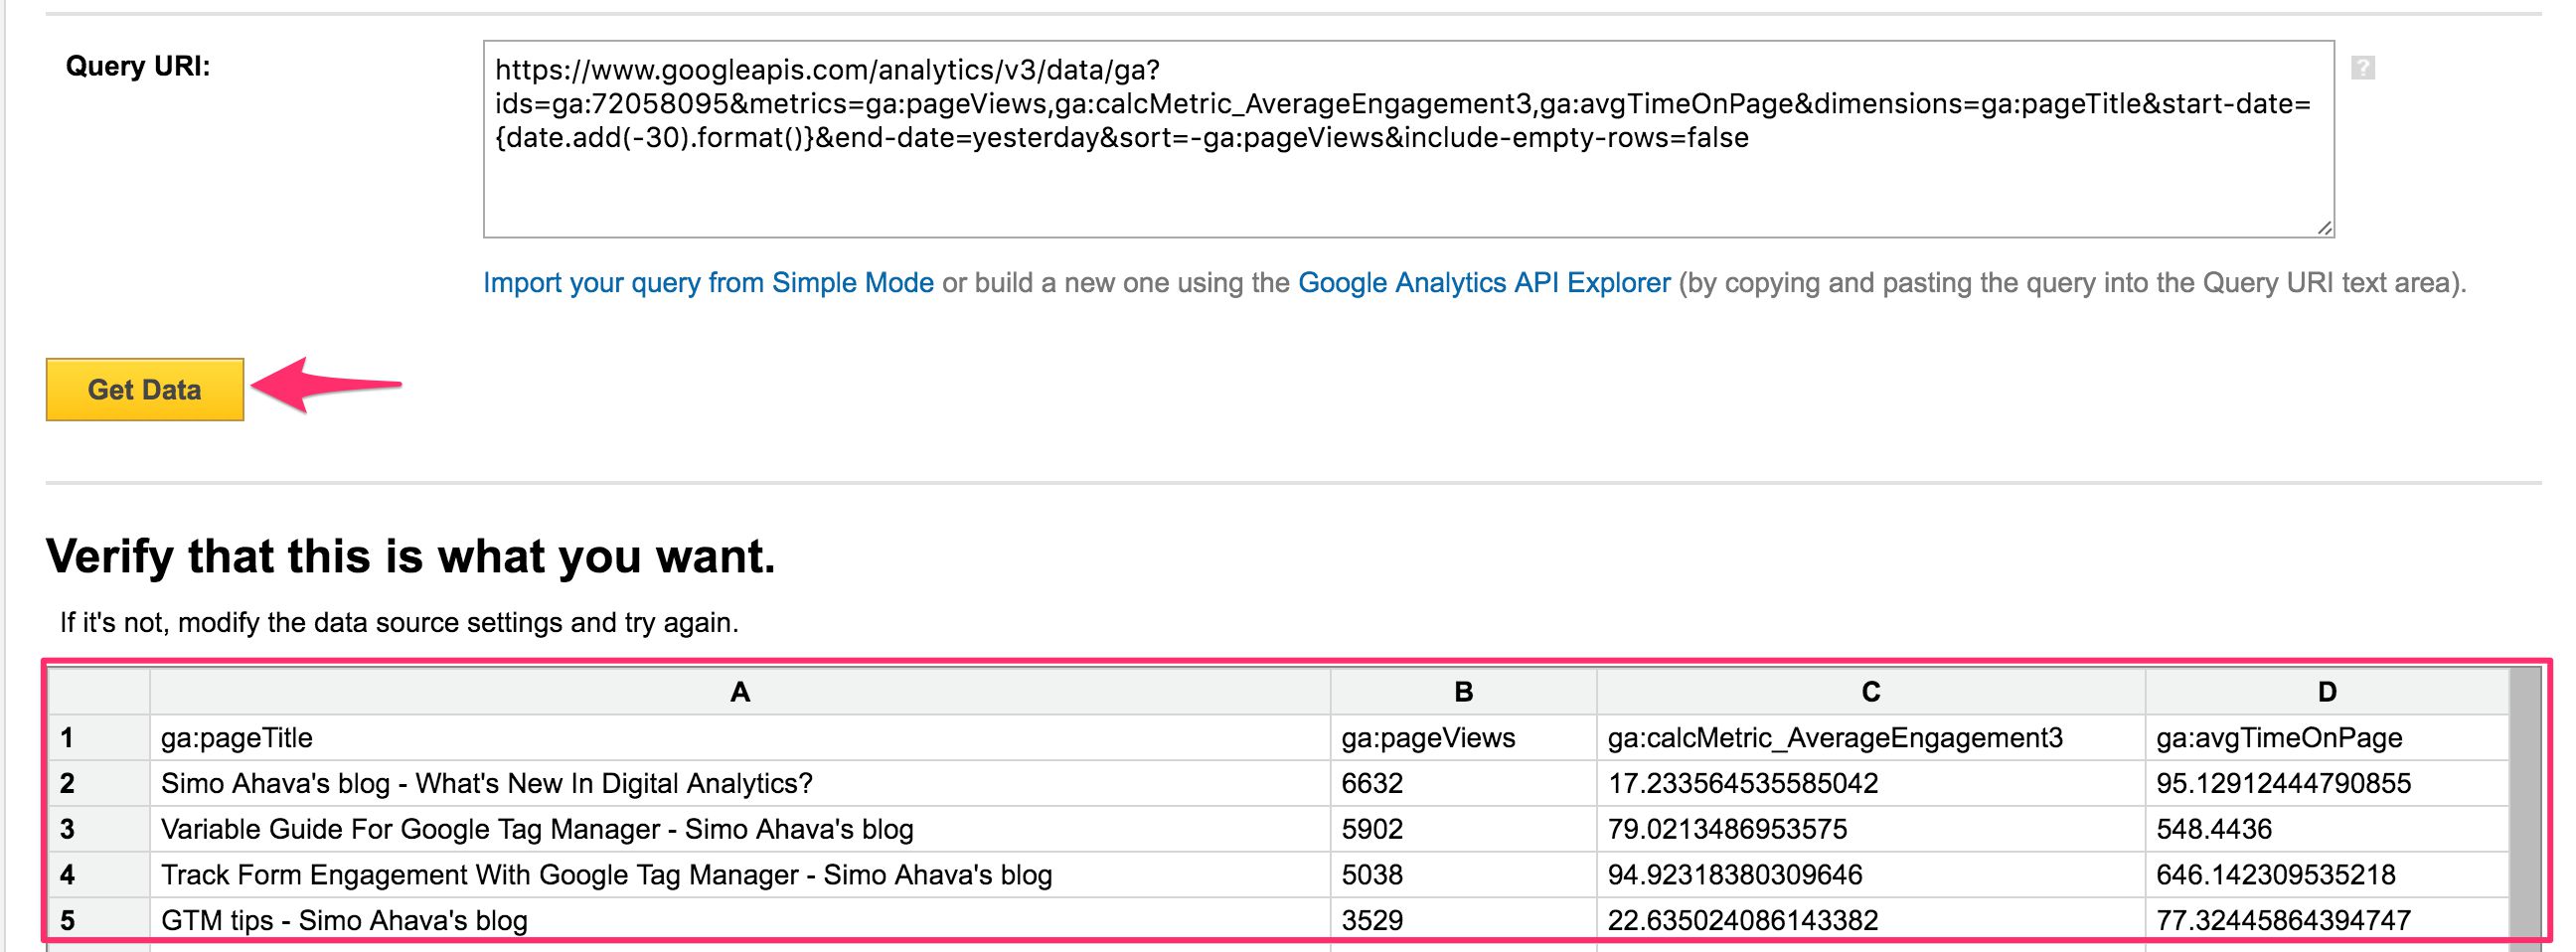 Query URI:
https://www.googleapis.com/analytics/v3/data/ga?
ids=ga:72058095&metrics=ga:pageViews,ga:calcMetric_AverageEngagement3,ga:avgTimeOnPage&dimensions=ga:pageTitle&start-date=
{date.add(-30).format()}&end-date=yesterday&sort=-ga:pageViews&include-empty-rows=false
?
Import your query from Simple Mode or build a new one using the Google Analytics API Explorer (by copying and pasting the query into the Query URI text area).
Get Data
Verify that this is what you want.
If it's not, modify the data source settings and try again.
A B C D
1 ga:pageTitle ga:pageViews ga:calcMetric_AverageEngagement3 ga:avgTimeOnPage
2 Simo Ahava's blog - What's New In Digital Analytics? 6632 17.233564535585042 95.12912444790855
3 Variable Guide For Google Tag Manager - Simo Ahava's blog 5902 79.0213486953575 548.4436
4 Track Form Engagement With Google Tag Manager - Simo Ahava's blog 5038 94.92318380309646 646.142309535218
5 GTM tips - Simo Ahava's blog 3529 22.635024086143382 77.32445864394747